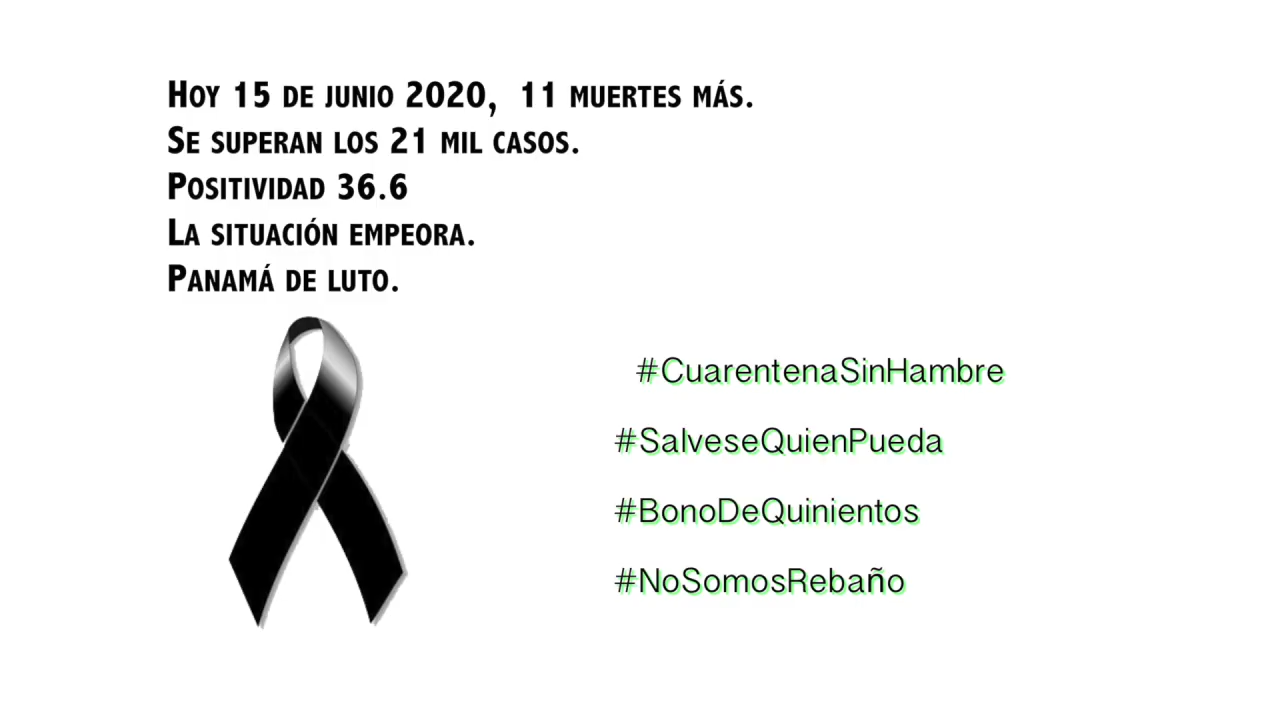 Hoy 15 de junio 2020, 11 muertes más.
Se superan los 21 mil casos.
Positividad 36.6
La situación empeora.
Panamá de luto.
#CuarentenaSinHambre
#SalveseQuienPueda
#BonoDeQuinientos
#NoSomosRebaño